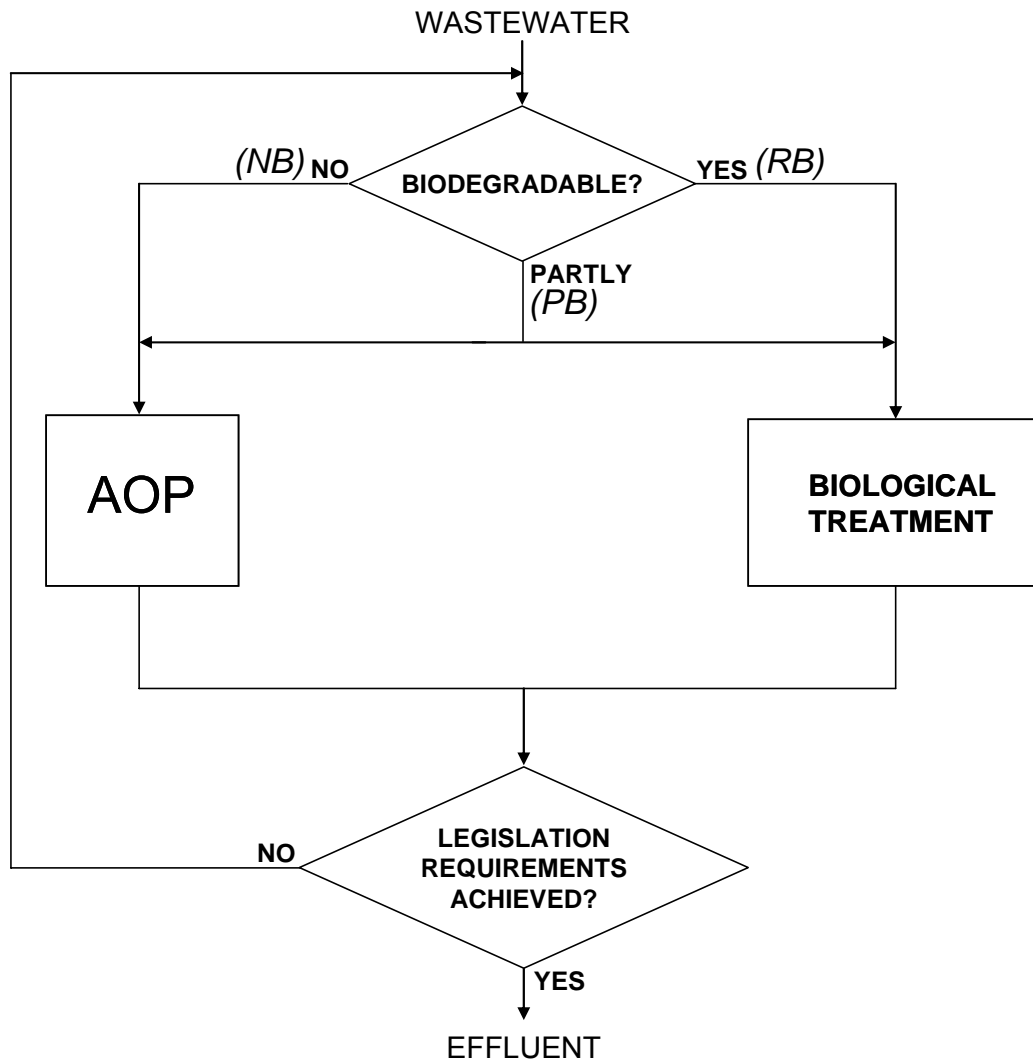 WASTEWATER
(NB) NO
BIODEGRADABLE?
YES (RB)
PARTLY
(PB)
AOP
BIOLOGICAL
TREATMENT
NO
LEGISLATION
REQUIREMENTS
ACHIEVED?
YES
EFFLUENT